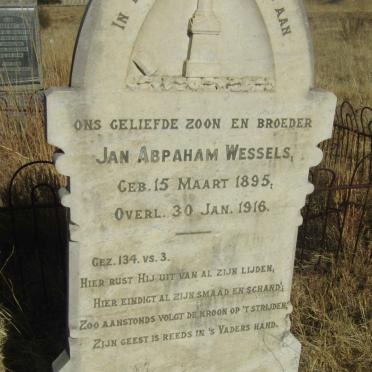 IN
AAN
ONS GELIEFDE ZOON EN BROEDER
JAN ABPAHAM WESSELS,
GEB. 15 MAART 1895,
OVERL. 30 JAN. 1916.
GEZ. 134. VS. 3.
HIER RUST HIJ UIT VAN AL ZIJN LIJDEN,
HIER EINDIGT AL ZIJN SMAAD EN SCHAND';
ZOO AANSTONDS VOLGT DE KROON OP 'T STRIJDEN,
ZIJN GEEST IS REEDS IN 'S VADERS HAND.